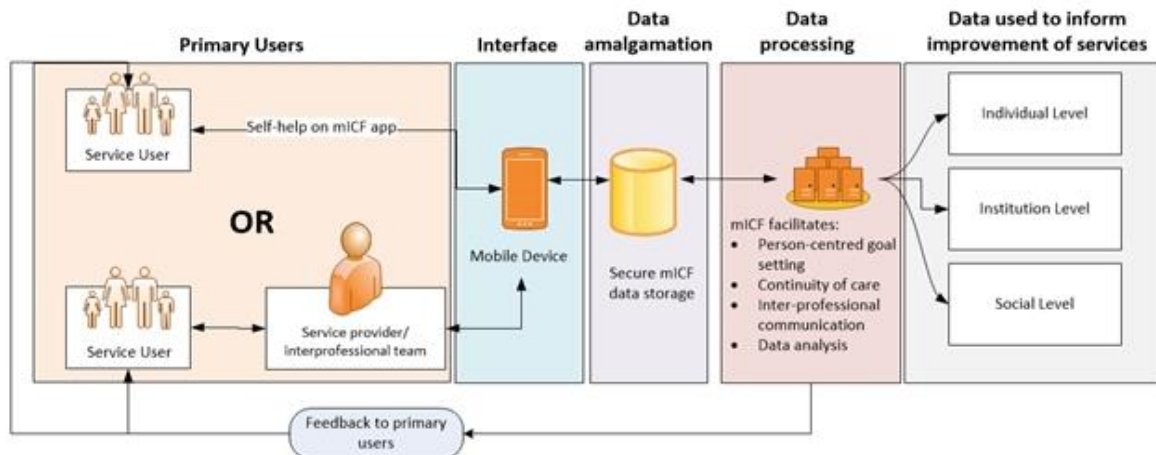 Primary Users
Interface
Data
amalgamation
Data
processing
Data used to inform
improvement of services
Service User
Self-help on mICF app
OR
Service User
Service provider/
interprofessional team
Mobile Device
Secure mICF
data storage
mICF facilitates:
• Person-centred goal
setting
• Continuity of care
• Inter-professional
communication
• Data analysis
Individual Level
Institution Level
Social Level
Feedback to primary
users